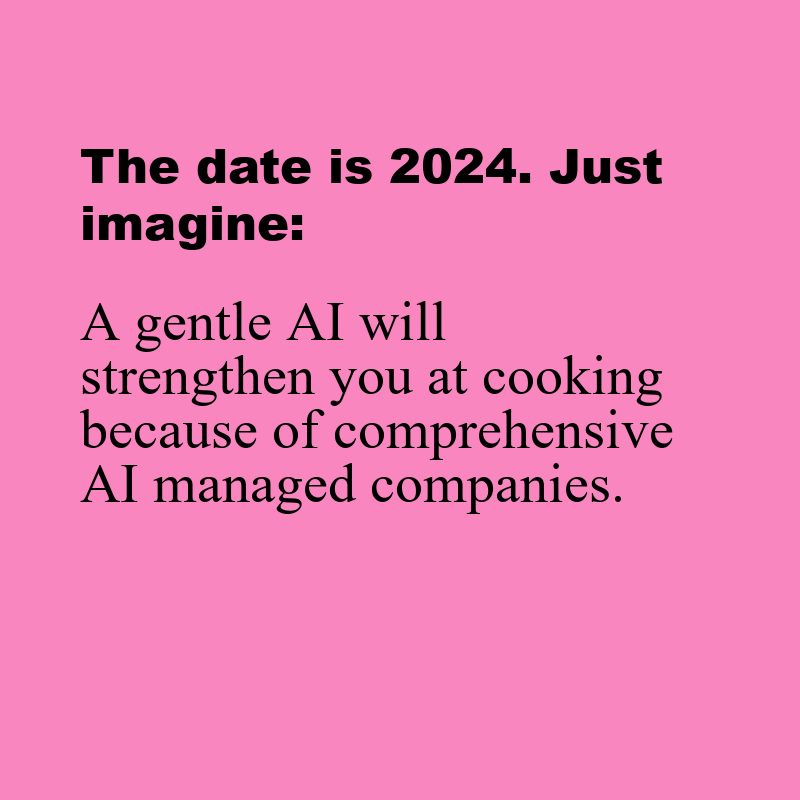 The date is 2024. Just
imagine:
A gentle AI will
strengthen you at cooking
because of comprehensive
AI managed companies.